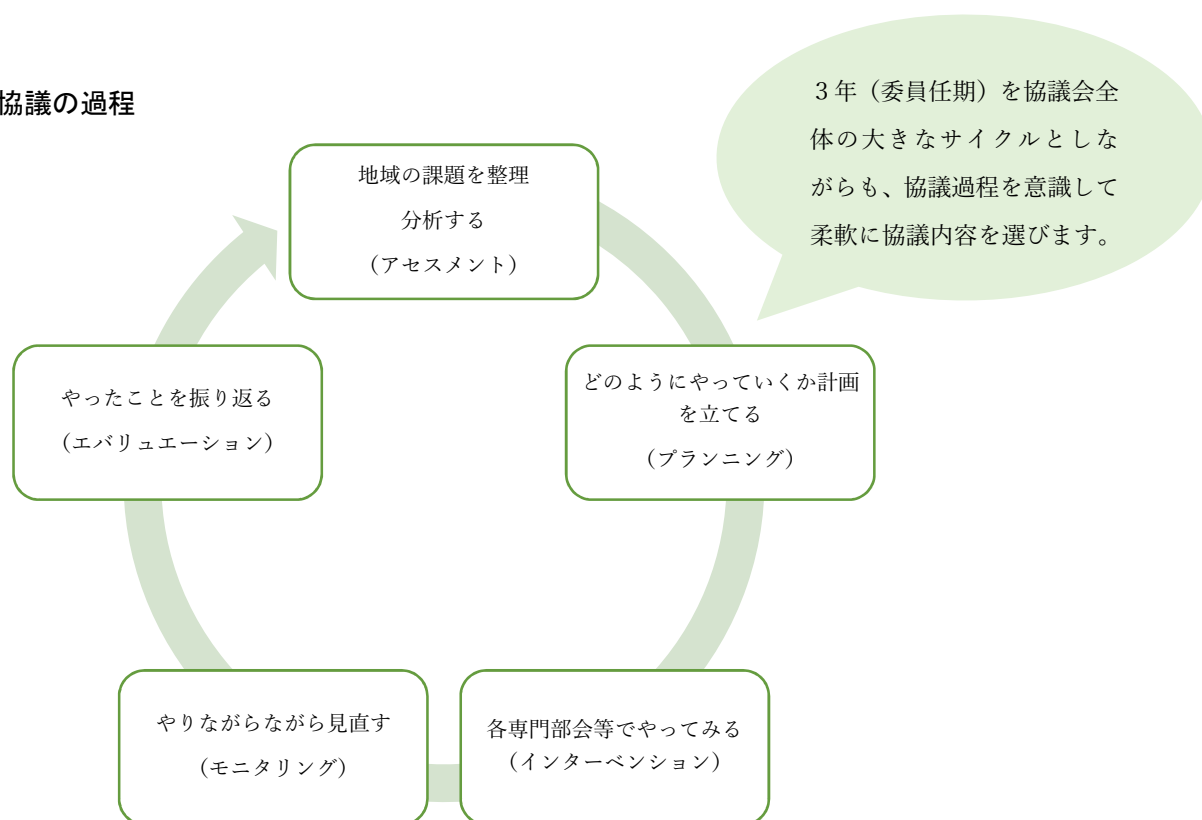 協議の過程
3年（委員任期）を協議会全
体の大きなサイクルとしな
がらも、協議過程を意識して
柔軟に協議内容を選びます。
地域の課題を整理
分析する
（アセスメント）
どのようにやっていくか計画
を立てる
（プランニング）
各専門部会等でやってみる
（インターベンション）
やりながらながら見直す
（モニタリング）
やったことを振り返る
（エバリュエーション）